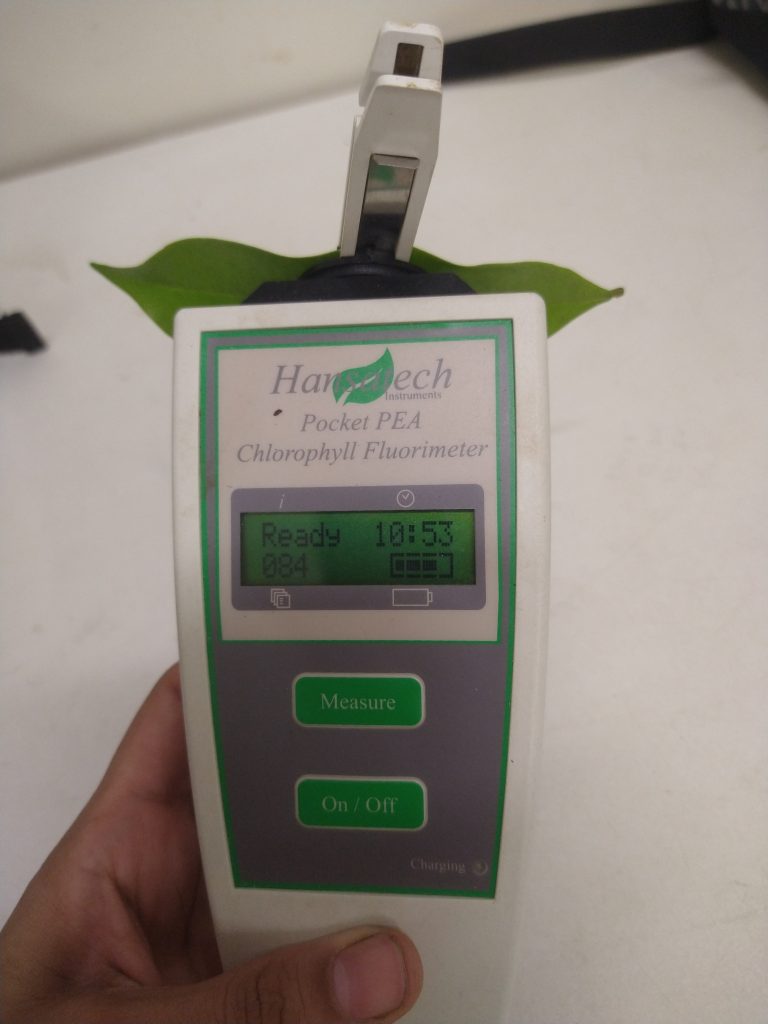 Hansatech
Instruments
Pocket PEA
Chlorophyll Fluorimeter
i
Ready 10:53
084
Measure
On / Off
Charging